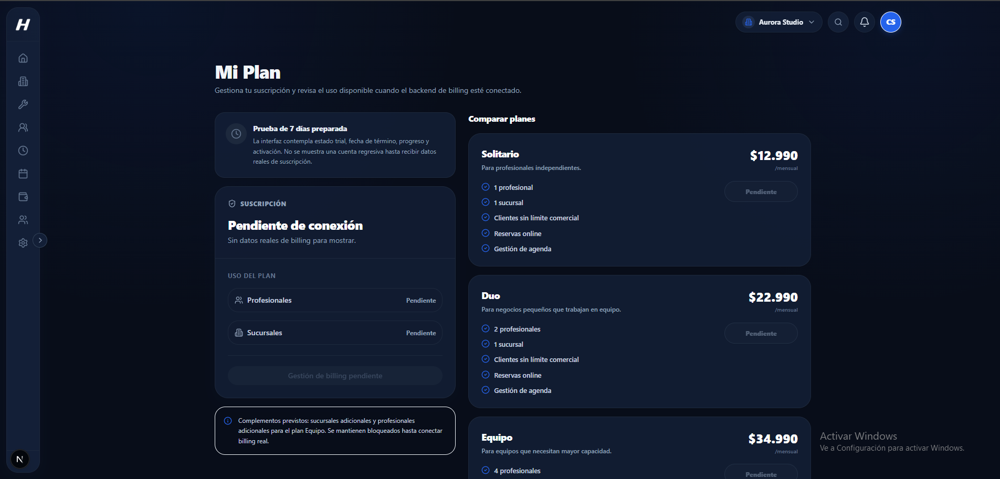 H
Aurora Studio
CS
Mi Plan
Gestiona tu suscripción y revisa el uso disponible cuando el backend de billing esté conectado.
Prueba de 7 días preparada
La interfaz contempla estado trial, fecha de término, progreso y
activación. No se muestra una cuenta regresiva hasta recibir datos
reales de suscripción.
SUSCRIPCIÓN
Pendiente de conexión
Sin datos reales de billing para mostrar.
USO DEL PLAN
Profesionales
Pendiente
Sucursales
Pendiente
Gestión de billing pendiente
Complementos previstos: sucursales adicionales y profesionales
adicionales para el plan Equipo. Se mantienen bloqueados hasta conectar
billing real.
Comparar planes
Solitario
$12.990
Para profesionales independientes.
/mensual
1 profesional
Pendiente
1 sucursal
Clientes sin límite comercial
Reservas online
Gestión de agenda
Duo
$22.990
Para negocios pequeños que trabajan en equipo.
/mensual
2 profesionales
Pendiente
1 sucursal
Clientes sin límite comercial
Reservas online
Gestión de agenda
Equipo
$34.990
Para equipos que necesitan mayor capacidad.
/mensual
4 profesionales
Pendiente
Activar Windows
Ve a Configuración para activar Windows.
N